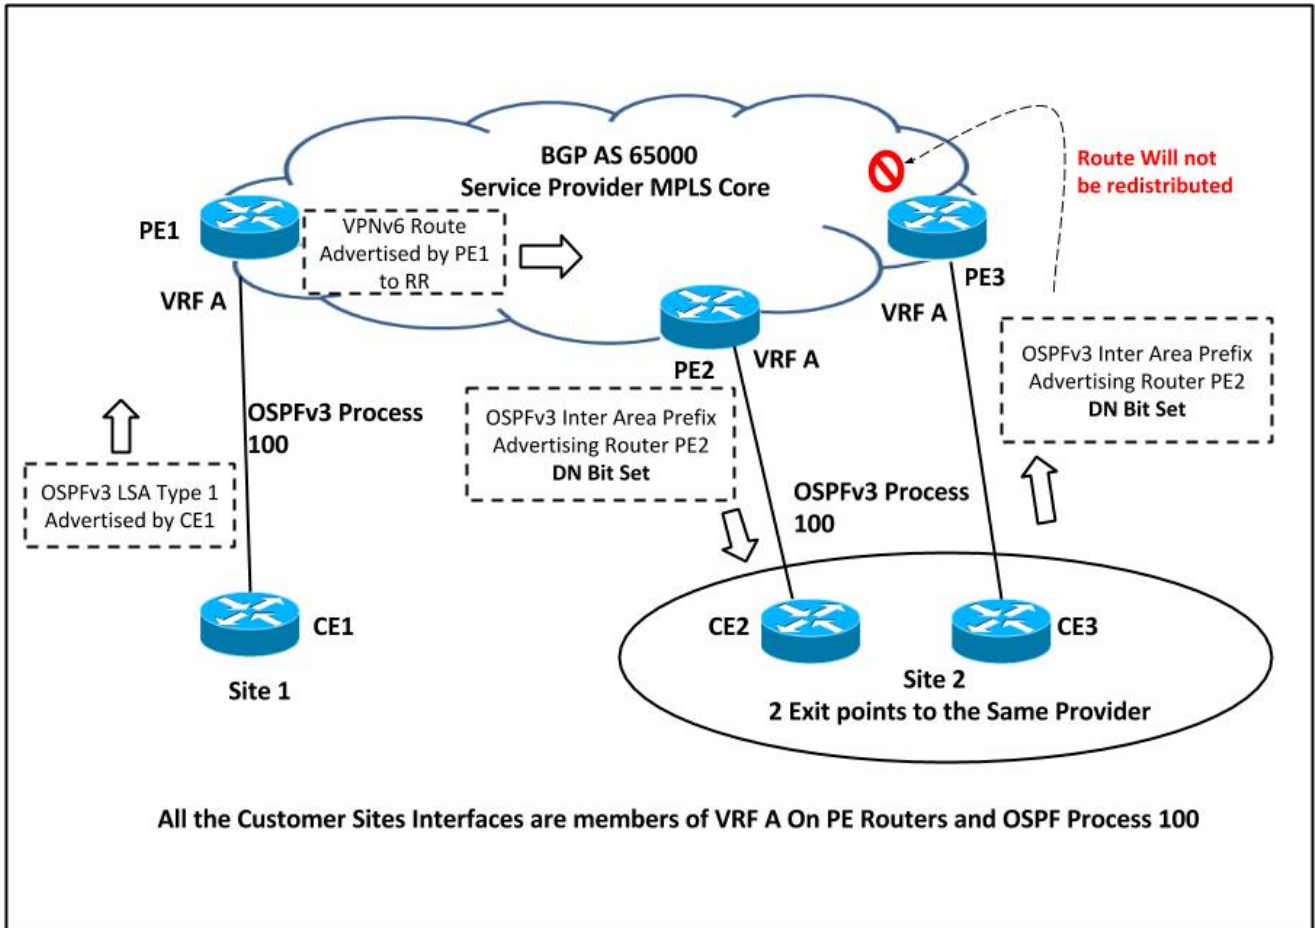 BGP AS 65000
Service Provider MPLS Core
Route Will not
be redistributed
PE1
VPNv6 Route
Advertised by PE1
to RR
PE3
VRF A
VRF A
PE2
VRF A
OSPFv3 Inter Area Prefix
Advertising Router PE2
DN Bit Set
OSPFv3 Process
100
OSPFv3 Inter Area Prefix
Advertising Router PE2
DN Bit Set
OSPFv3 LSA Type 1
Advertised by CE1
OSPFv3 Process
100
CE1
CE2
CE3
Site 1
Site 2
2 Exit points to the Same Provider
All the Customer Sites Interfaces are members of VRF A On PE Routers and OSPF Process 100